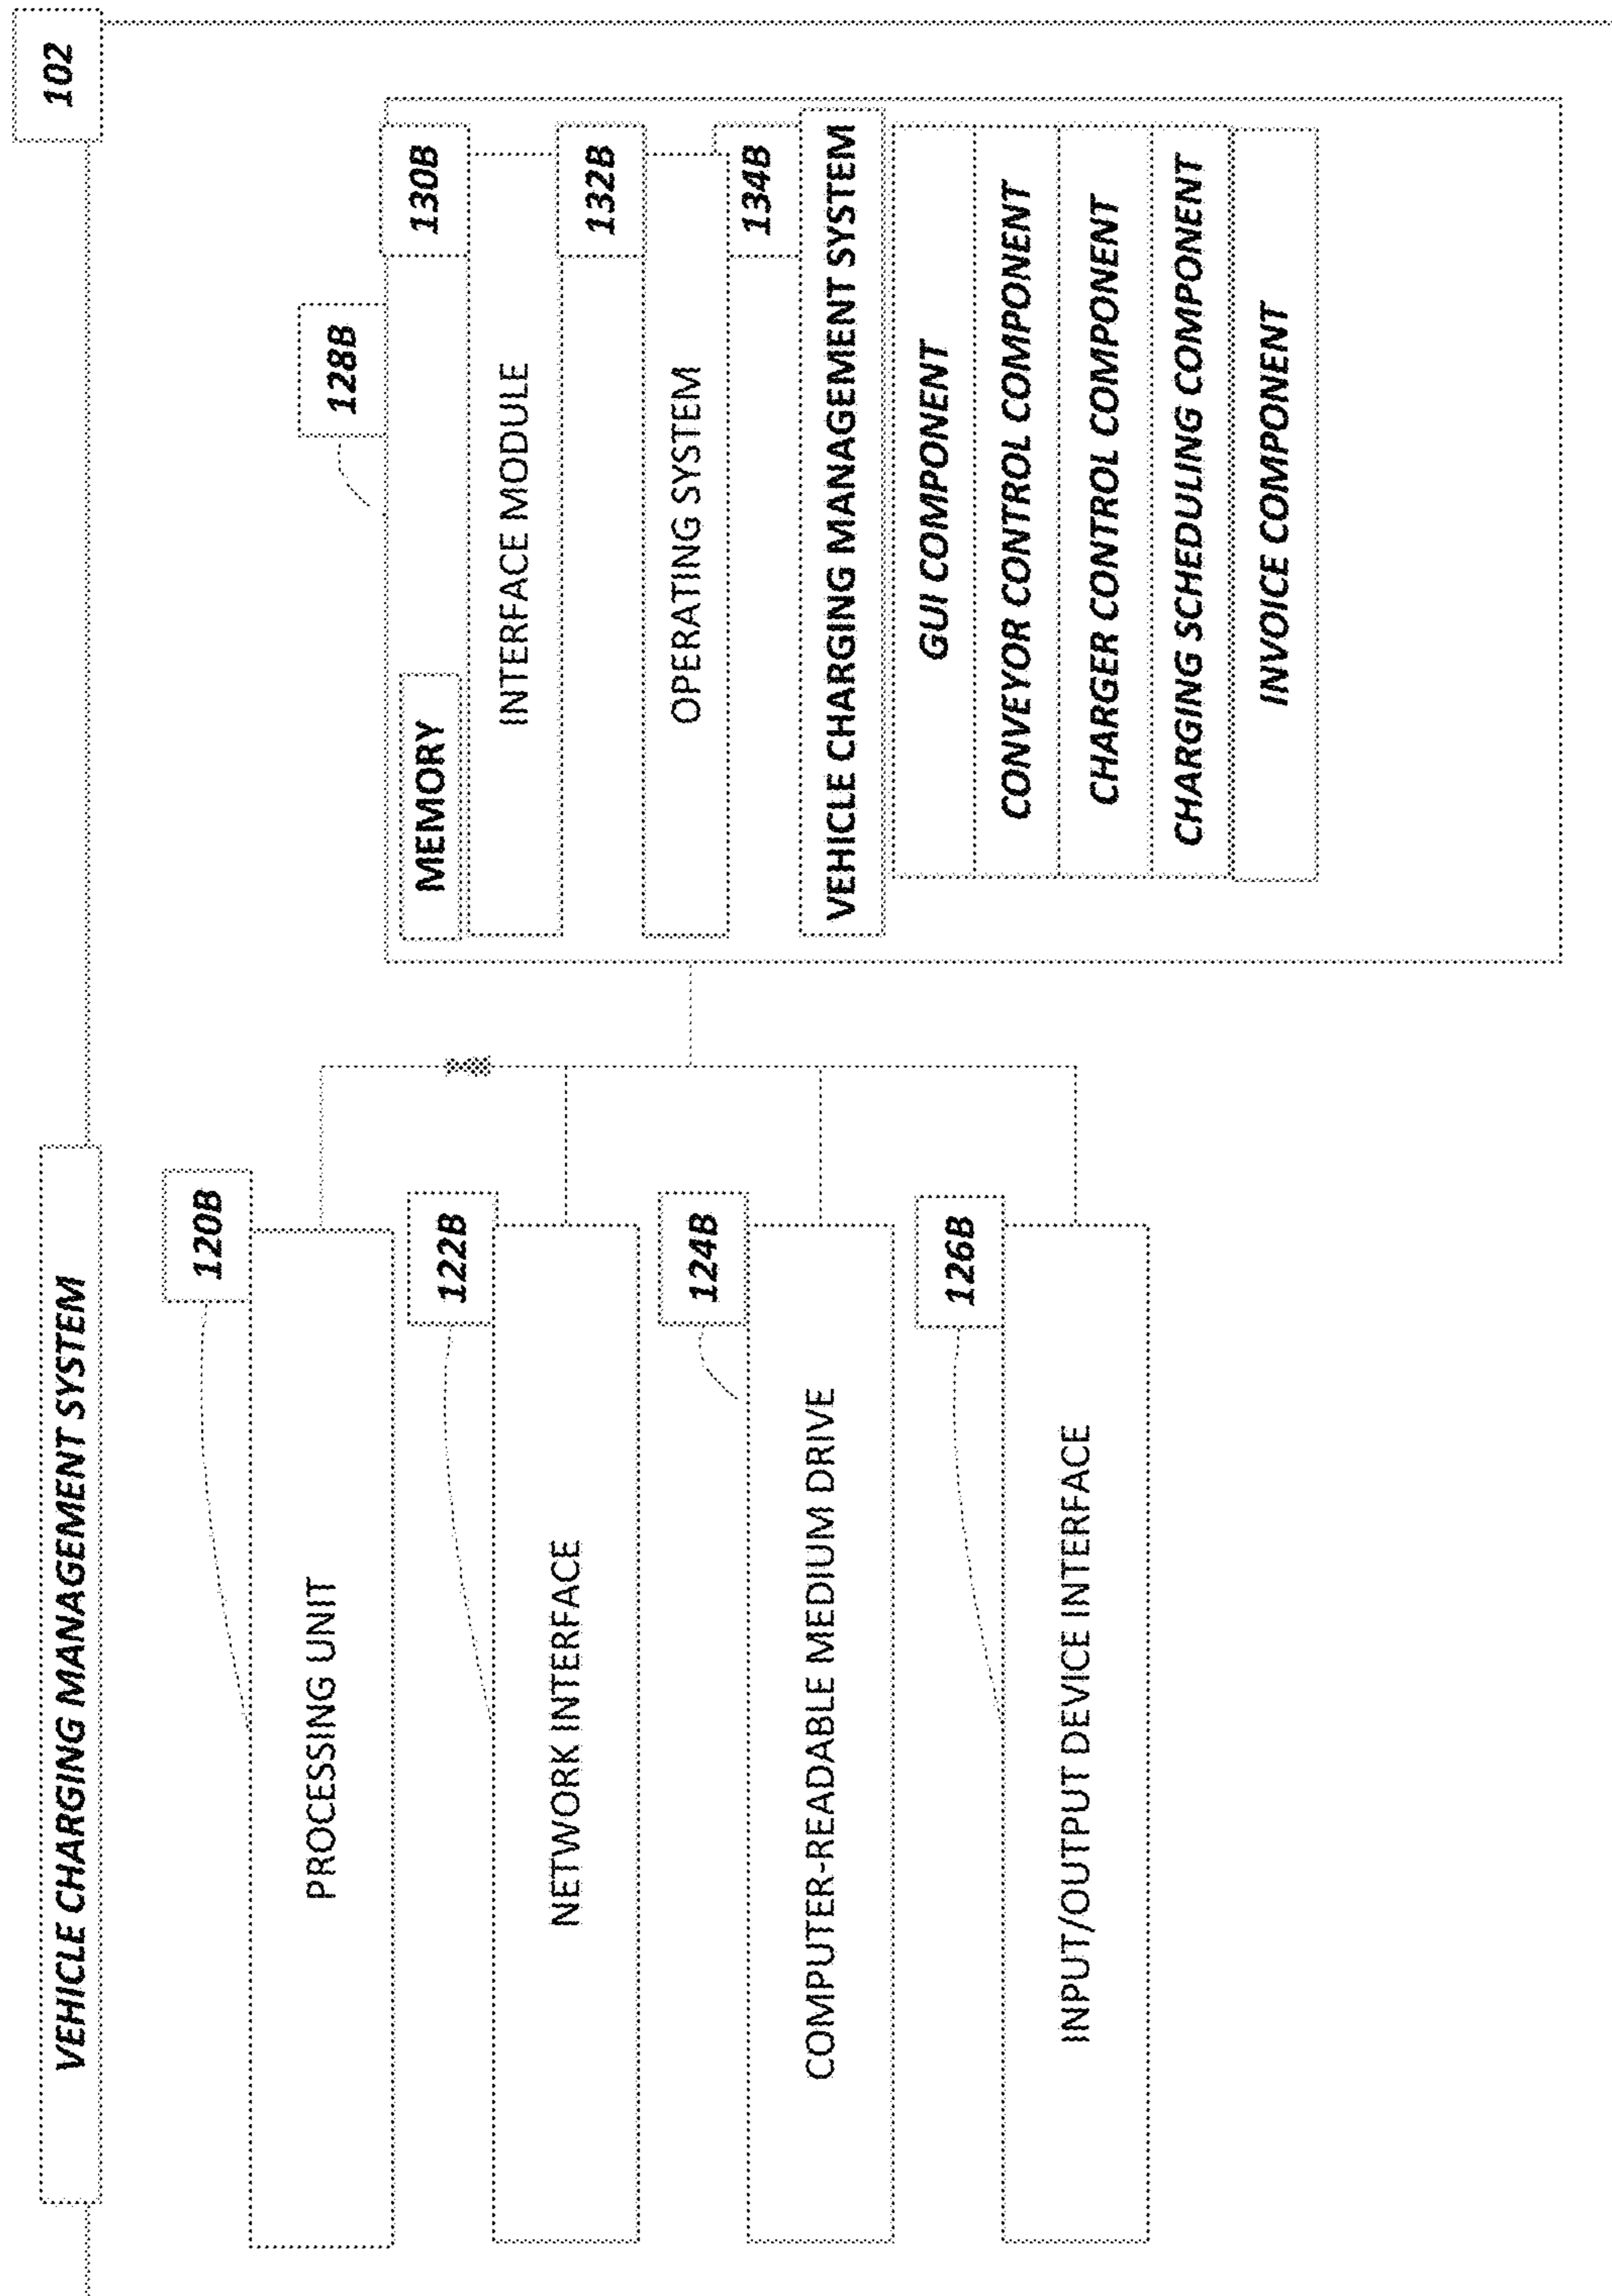 VEHICLE CHARGING MANAGEMENT SYSTEM
102
120B
PROCESSING UNIT
122B
NETWORK INTERFACE
124B
COMPUTER-READABLE MEDIUM DRIVE
126B
INPUT/OUTPUT DEVICE INTERFACE
128B
MEMORY
130B
INTERFACE MODULE
132B
OPERATING SYSTEM
134B
VEHICLE CHARGING MANAGEMENT SYSTEM
GUI COMPONENT
CONVEYOR CONTROL COMPONENT
CHARGER CONTROL COMPONENT
CHARGING SCHEDULING COMPONENT
INVOICE COMPONENT